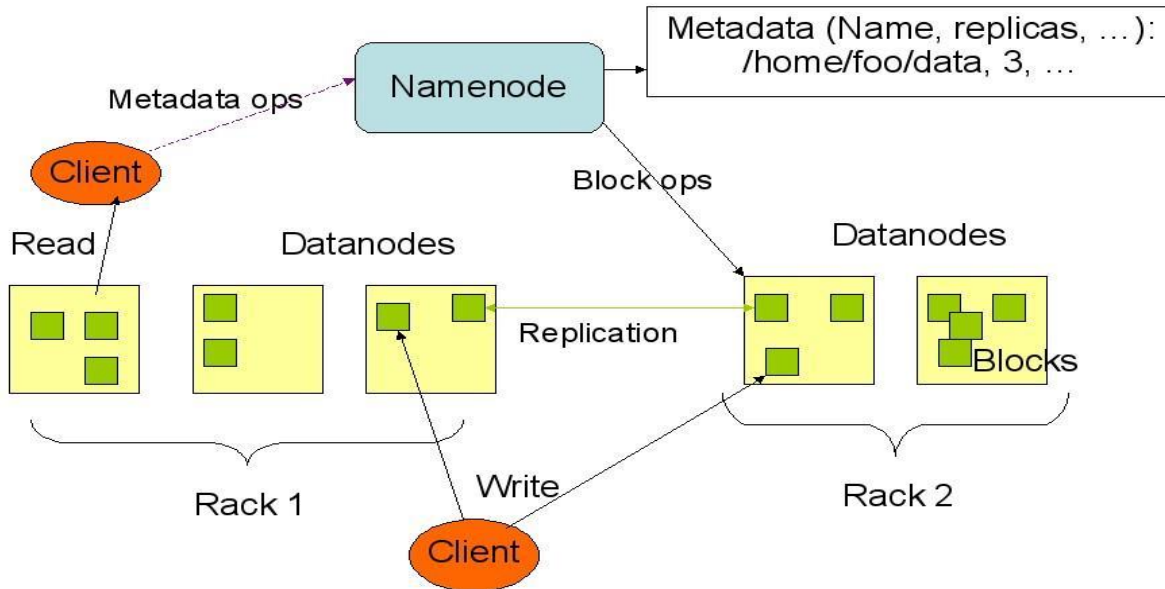 Metadata (Name, replicas, …):
/home/foo/data, 3, …
Namenode
Metadata ops
Client
Block ops
Read
Datanodes
Datanodes
Replication
Blocks
Rack 1
Write
Rack 2
Client